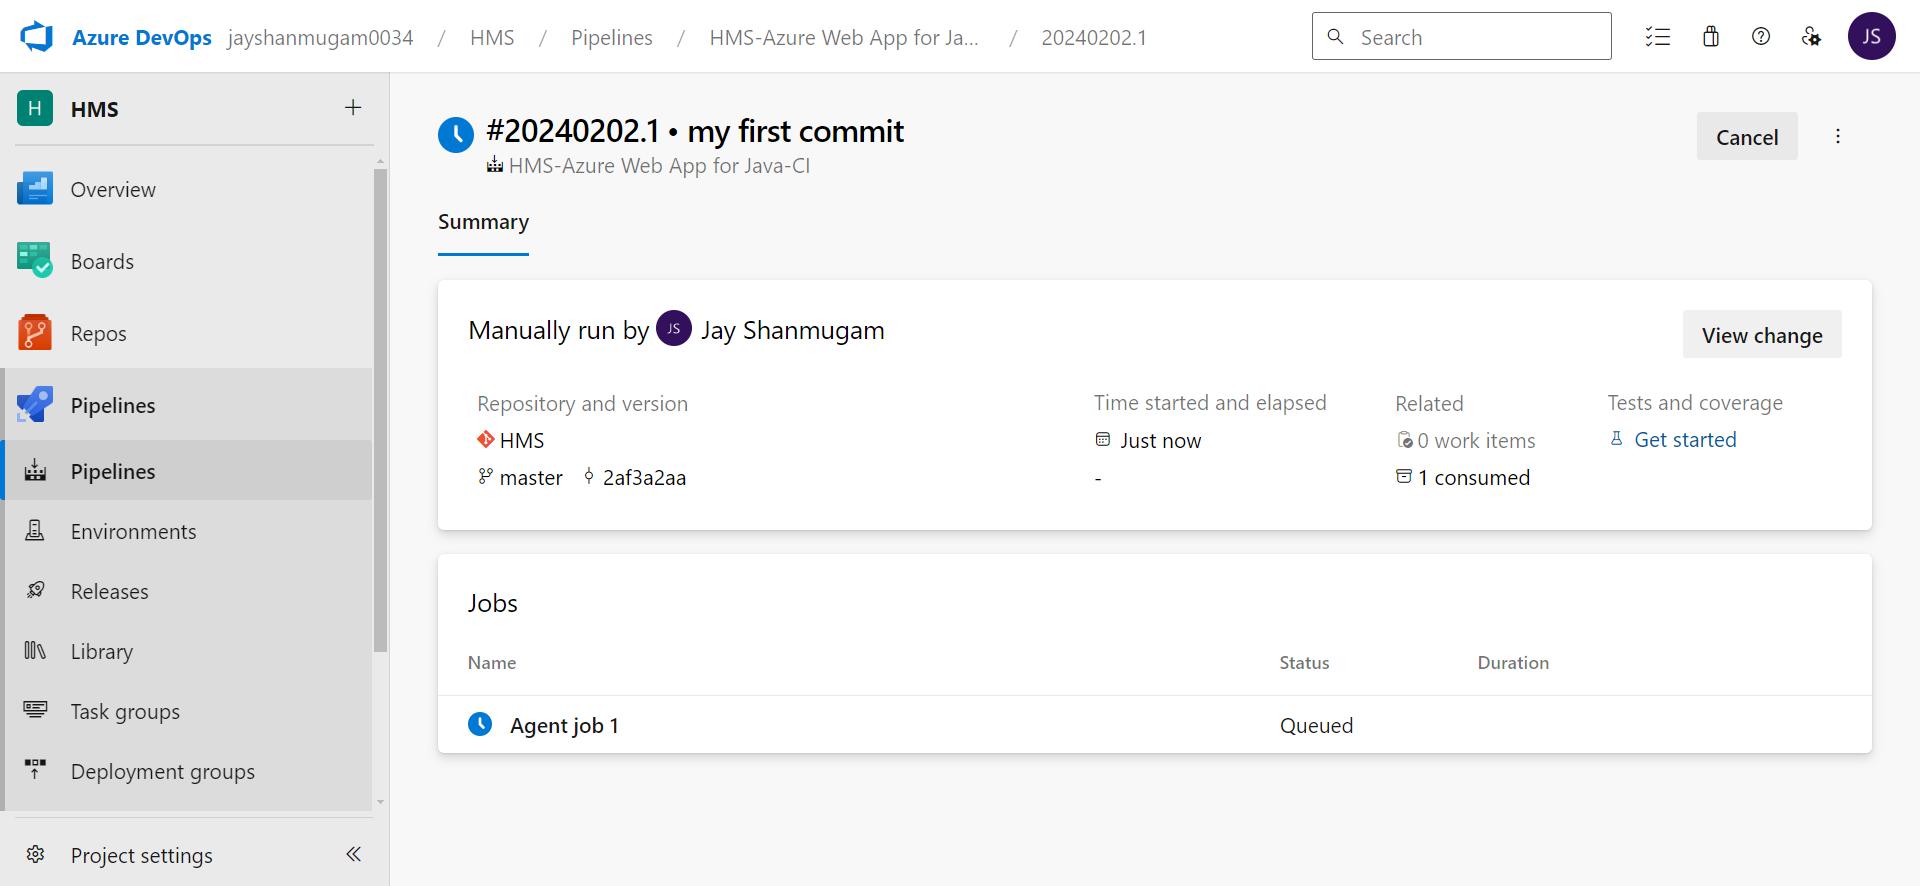 Azure DevOps jayshanmugam0034 / HMS / Pipelines / HMS-Azure Web App for Ja... / 20240202.1 Search JS
H HMS
Overview
Boards
Repos
Pipelines
Pipelines
Environments
Releases
Library
Task groups
Deployment groups
Project settings
#20240202.1 • my first commit
Cancel
HMS-Azure Web App for Java-CI
Summary
Manually run by JS Jay Shanmugam
View change
Repository and version Time started and elapsed Related Tests and coverage
HMS Just now 0 work items Get started
master 2af3a2aa - 1 consumed
Jobs
Name Status Duration
Agent job 1 Queued